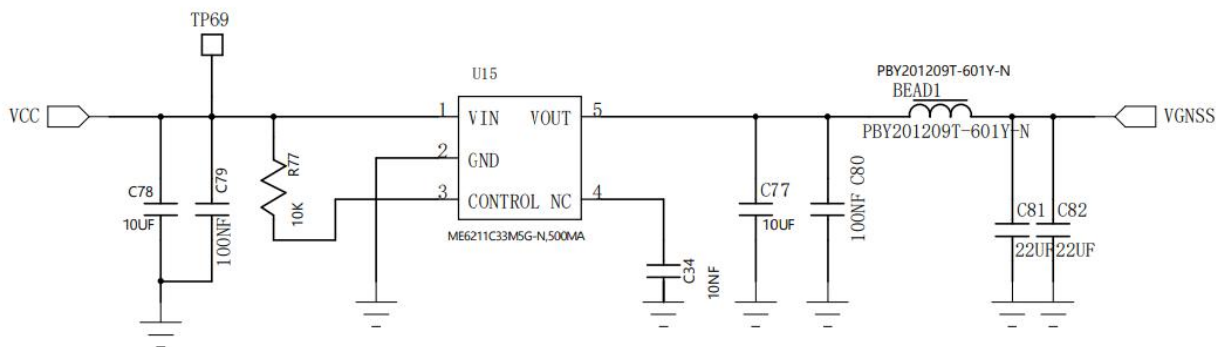 TP69
PBY201209T-601Y-N
U15
BEAD1
VCC
1
VIN
VOUT
5
PBY201209T-601Y-N
VGNSS
2
GND
C78
10UF
C79
100NF
R77
10K
3
CONTROL
NC
4
ME6211C33M5G-N,500MA
C34
10NF
C77
10UF
C80
100NF
C81
22UF
C82
22UF